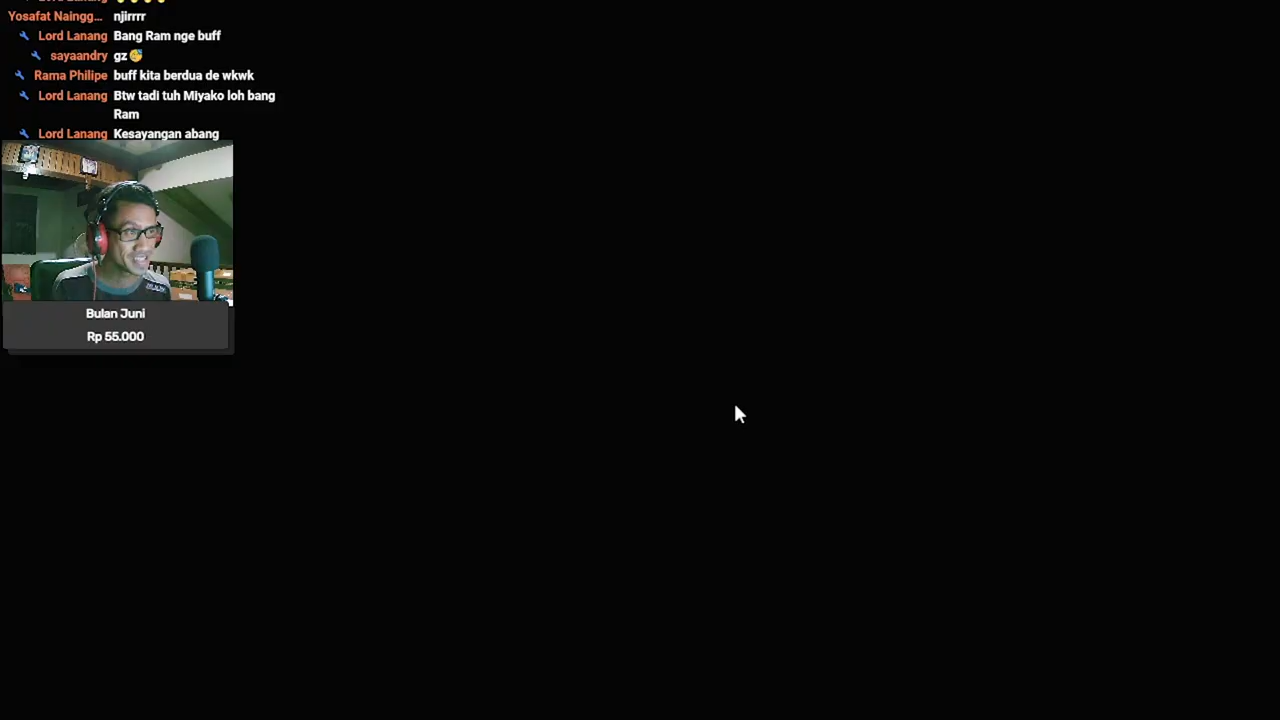 Yosafat Naingg... njirrrr
Lord Lanang Bang Ram nge buff
sayaandry gz🥳
Rama Philipe buff kita berdua de wkwk
Lord Lanang Btw tadi tuh Miyako loh bang
Ram
Lord Lanang Kesayangan abang
Bulan Juni
Rp 55.000